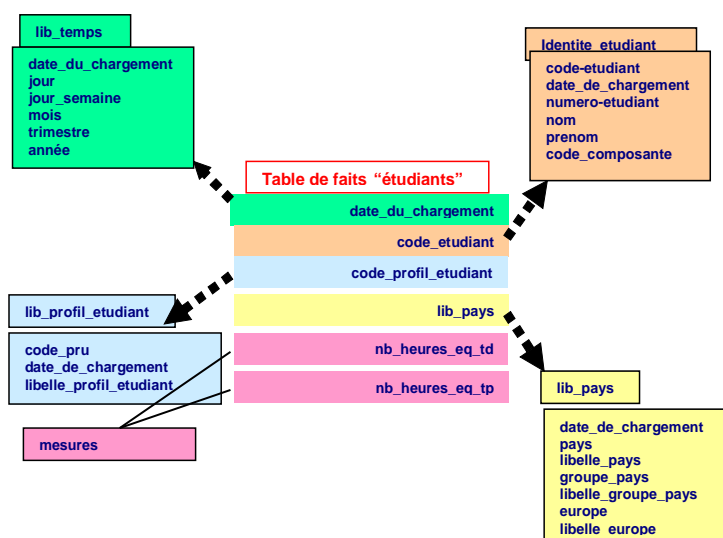 lib_temps
date_du_chargement
jour
jour_semaine
mois
trimestre
année
Identite_etudiant
code-etudiant
date_de_chargement
numero-etudiant
nom
prenom
code_composante
Table de faits “étudiants”
date_du_chargement
code_etudiant
code_profil_etudiant
lib_pays
nb_heures_eq_td
nb_heures_eq_tp
lib_profil_etudiant
code_pru
date_de_chargement
libelle_profil_etudiant
mesures
lib_pays
date_de_chargement
pays
libelle_pays
groupe_pays
libelle_groupe_pays
europe
libelle_europe